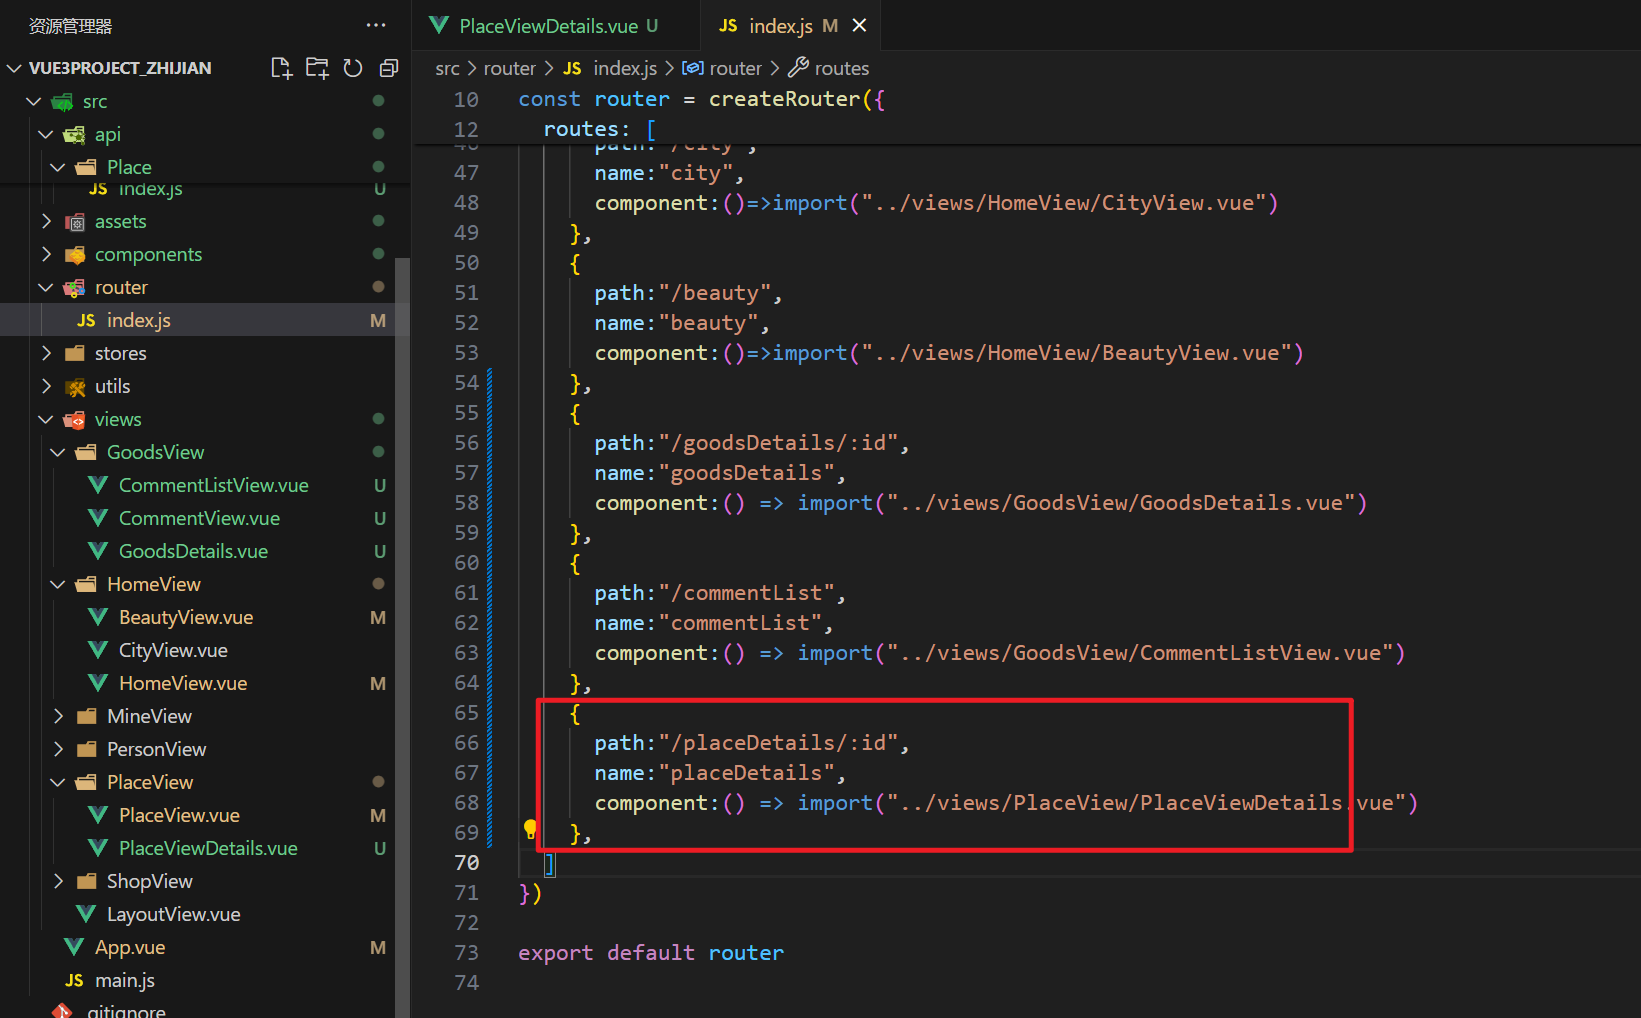 资源管理器
VUE3PROJECT_ZHIJIAN
src
api
Place
JS index.js U
assets
components
router
JS index.js M
stores
utils
views
GoodsView
CommentListView.vue U
CommentView.vue U
GoodsDetails.vue U
HomeView
BeautyView.vue M
CityView.vue
HomeView.vue M
MineView
PersonView
PlaceView
PlaceView.vue M
PlaceViewDetails.vue U
ShopView
LayoutView.vue
App.vue M
JS main.js
.gitignore
PlaceViewDetails.vue U
JS index.js M
src > router > JS index.js > router > routes
10 const router = createRouter({
12 routes: [
46 path:"/city",
47 name:"city",
48 component:()=>import("../views/HomeView/CityView.vue")
49 },
50 {
51 path:"/beauty",
52 name:"beauty",
53 component:()=>import("../views/HomeView/BeautyView.vue")
54 },
55 {
56 path:"/goodsDetails/:id",
57 name:"goodsDetails",
58 component:() => import("../views/GoodsView/GoodsDetails.vue")
59 },
60 {
61 path:"/commentList",
62 name:"commentList",
63 component:() => import("../views/GoodsView/CommentListView.vue")
64 },
65 {
66 path:"/placeDetails/:id",
67 name:"placeDetails",
68 component:() => import("../views/PlaceView/PlaceViewDetails.vue")
69 },
70 ]
71 })
72
73 export default router
74